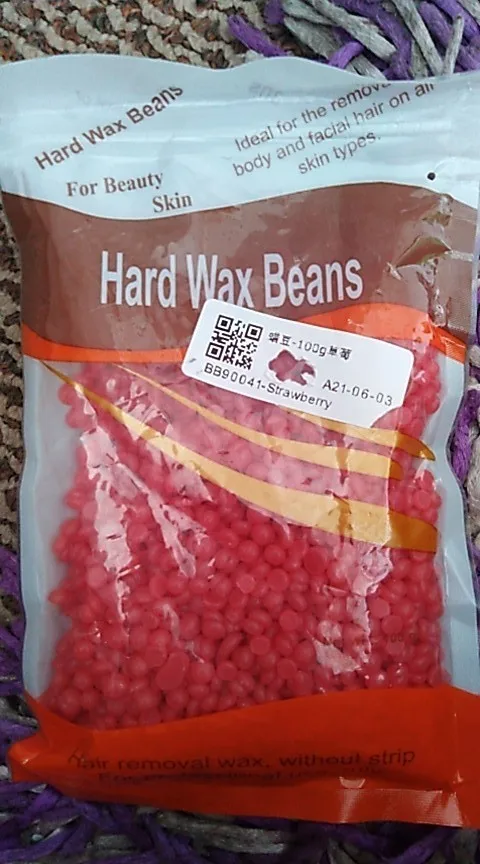 Hard Wax Beans
Ideal for the removal
body and facial hair on all
skin types.
For Beauty
Skin
Hard Wax Beans
蜡豆-100g草莓
BB90041-Strawberry
A21-06-03
hair removal wax, without strip